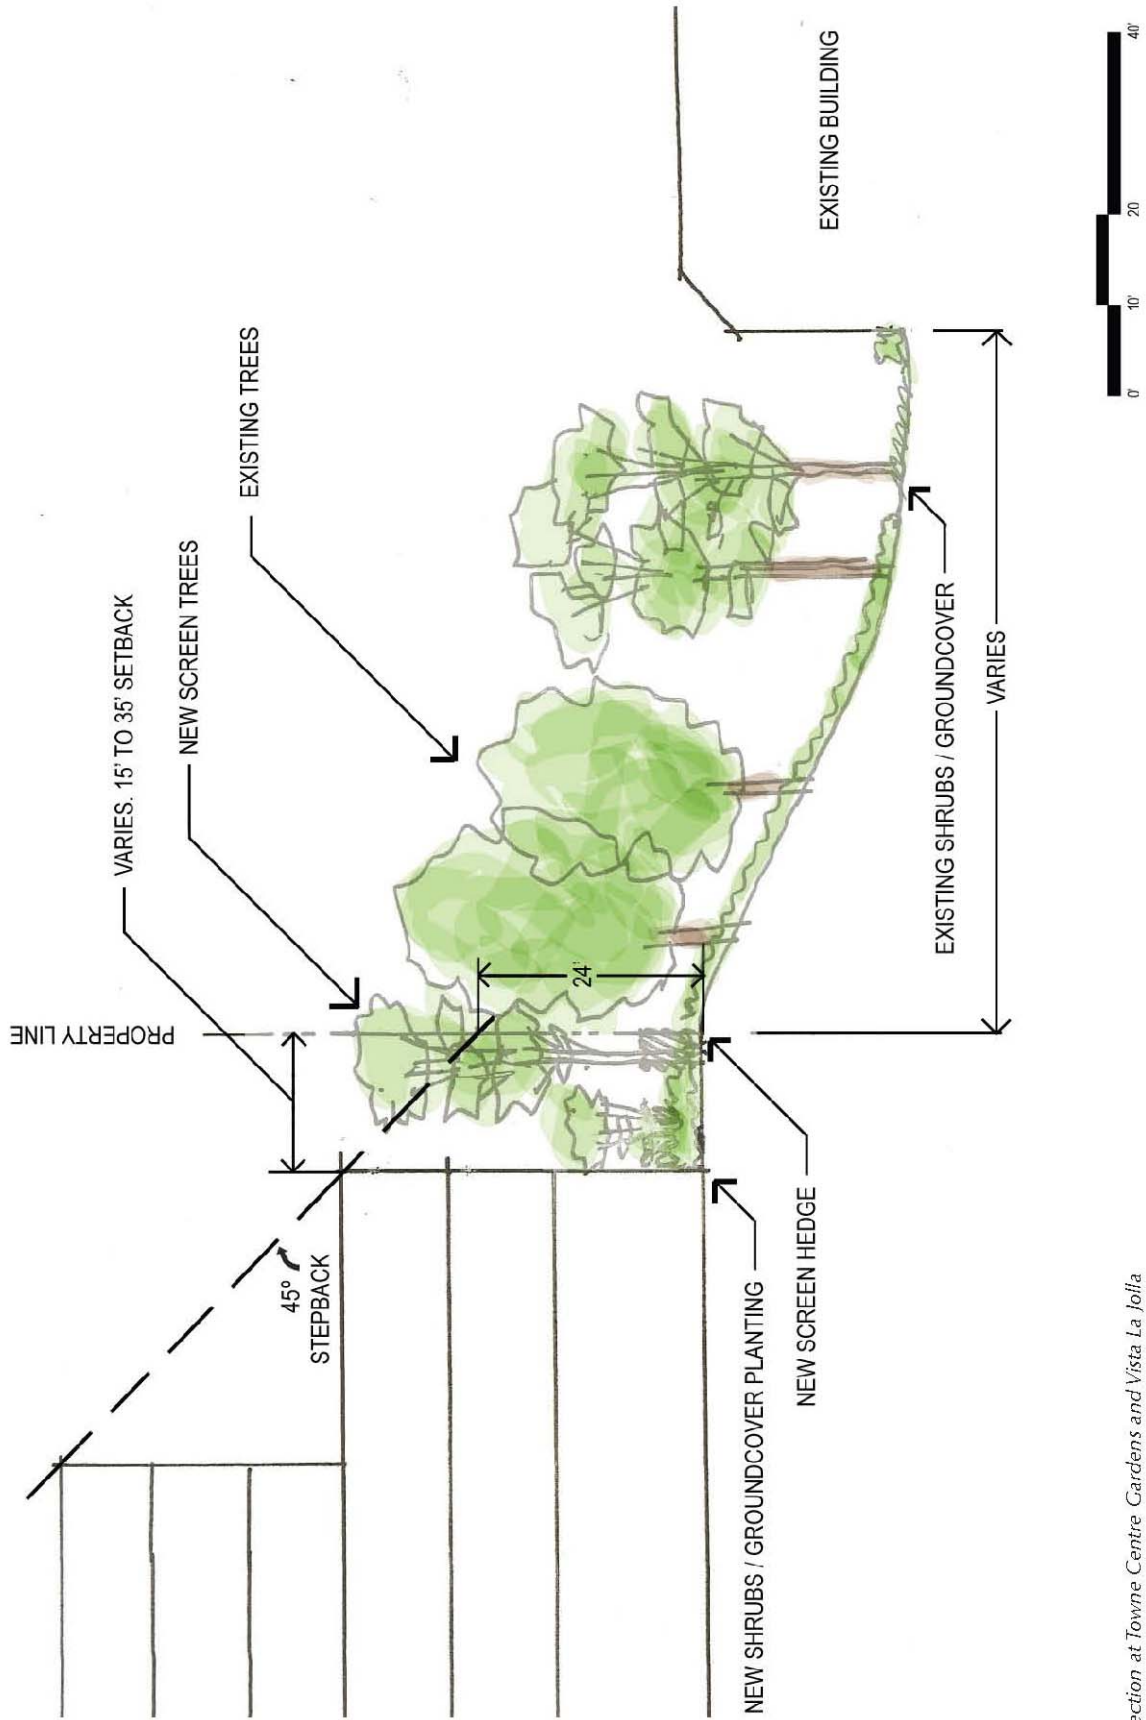 PROPERTY LINE
VARIES. 15' TO 35' SETBACK
NEW SCREEN TREES
EXISTING TREES
EXISTING BUILDING
45°
STEPBACK
24'
NEW SHRUBS / GROUNDCOVER PLANTING
NEW SCREEN HEDGE
EXISTING SHRUBS / GROUNDCOVER
VARIES
0' 10' 20 40'
ection at Towne Centre Gardens and Vista La Jolla